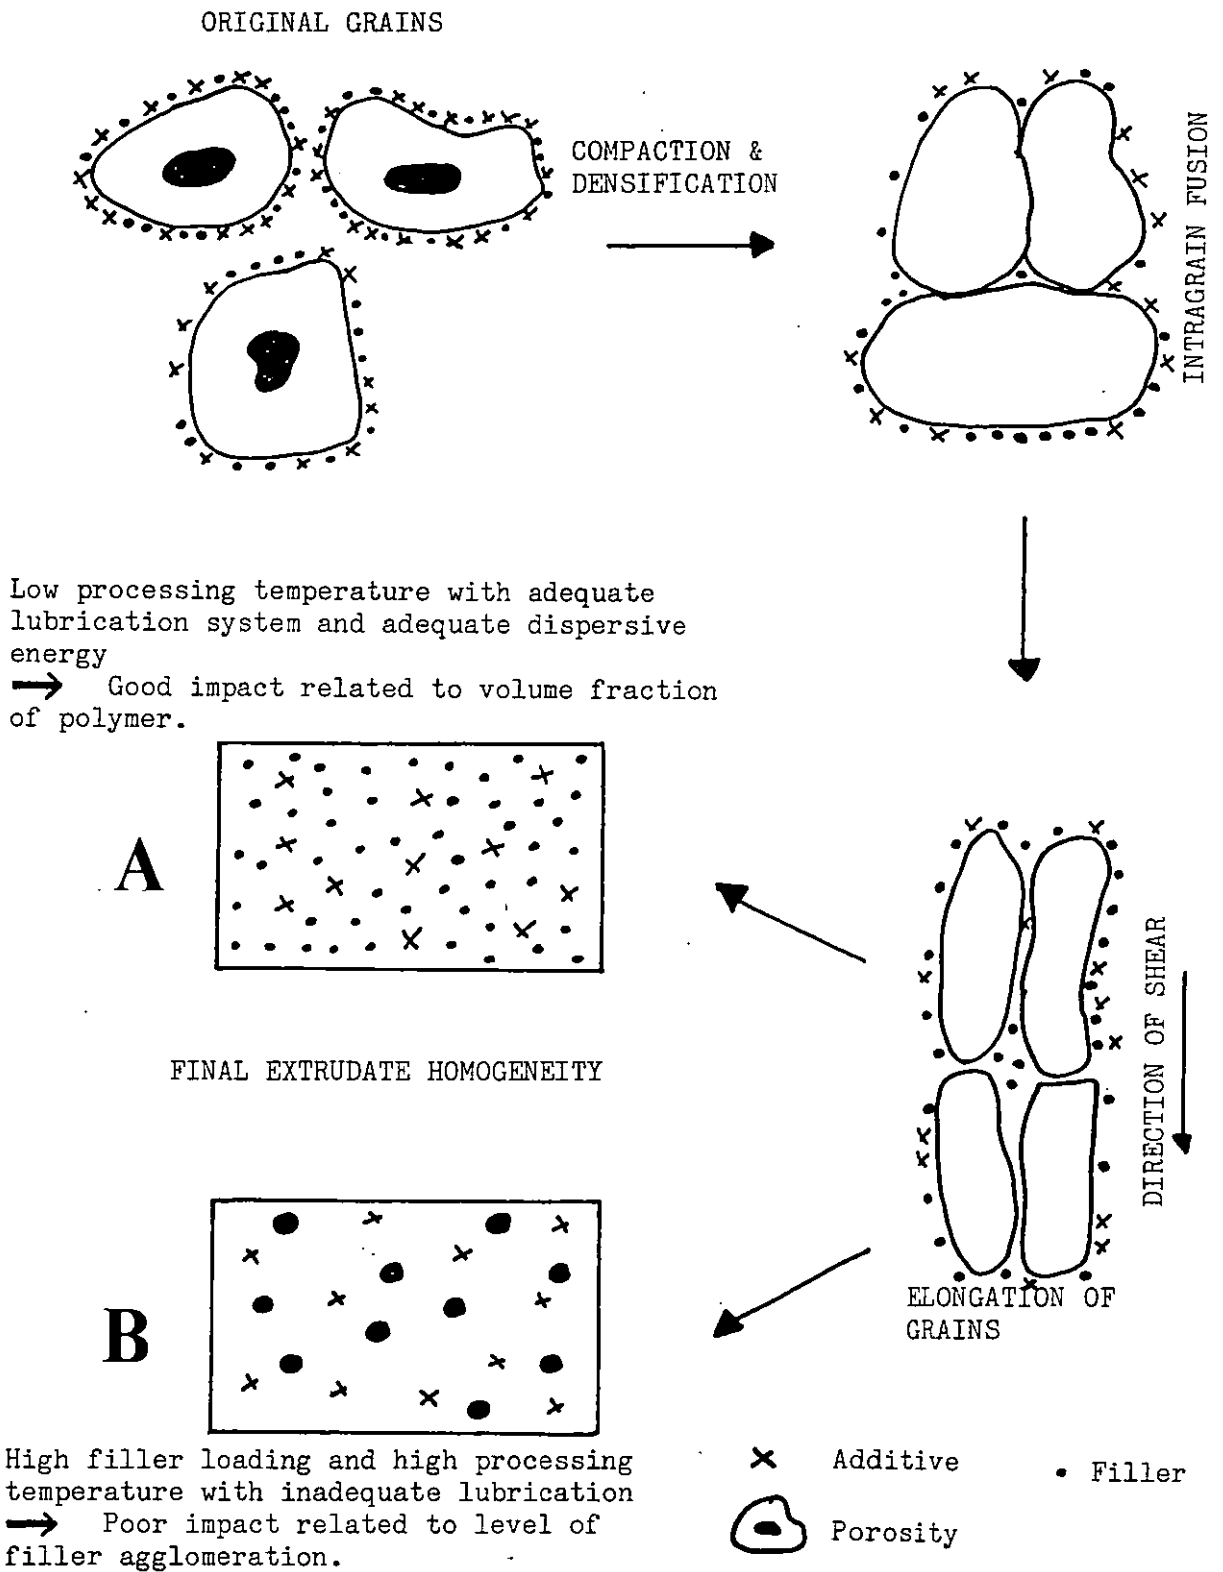 ORIGINAL GRAINS
COMPACTION &
DENSIFICATION
INTRAGRAIN FUSION
Low processing temperature with adequate
lubrication system and adequate dispersive
energy
→ Good impact related to volume fraction
of polymer.
A
FINAL EXTRUDATE HOMOGENEITY
DIRECTION OF SHEAR
ELONGATION OF
GRAINS
B
High filler loading and high processing
temperature with inadequate lubrication
→ Poor impact related to level of
filler agglomeration.
Additive
Filler
Porosity